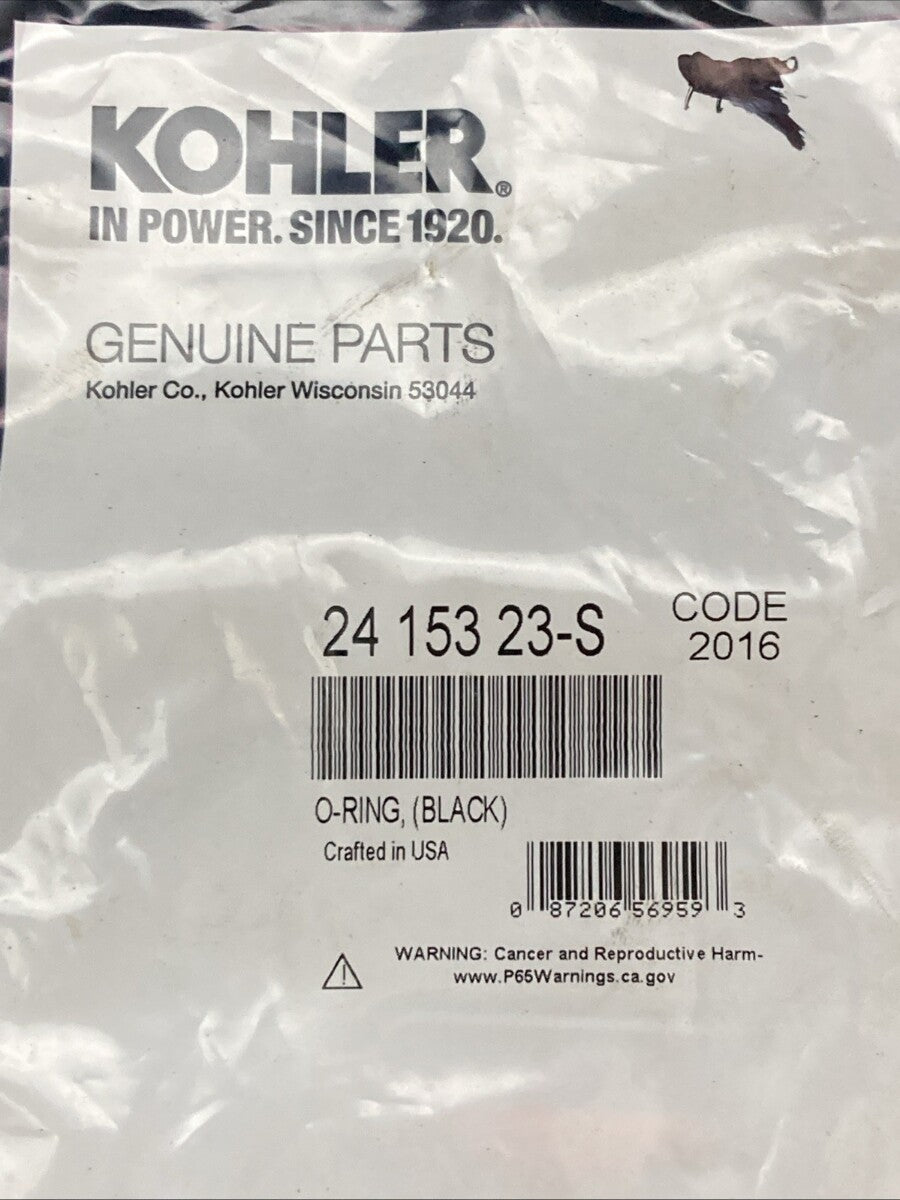 KOHLER®
IN POWER. SINCE 1920.
GENUINE PARTS
Kohler Co., Kohler Wisconsin 53044
24 153 23-S
CODE
2016
O-RING, (BLACK)
Crafted in USA
0 87206 56959 3
WARNING: Cancer and Reproductive Harm-
www.P65Warnings.ca.gov